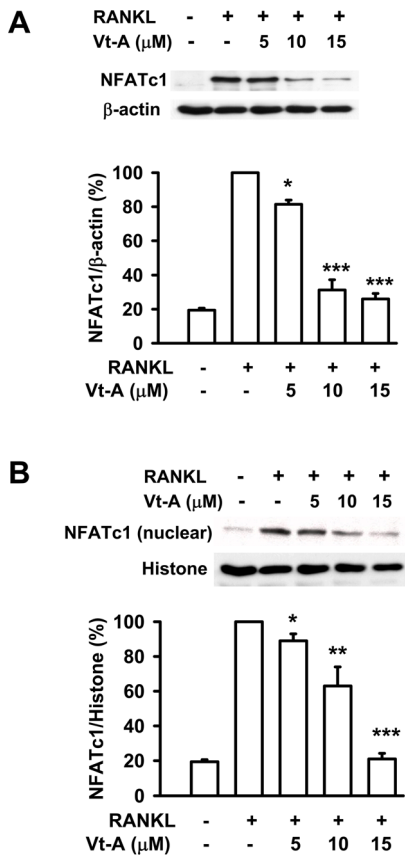 A
RANKL - + + + +
Vt-A (μM) - - 5 10 15
NFATc1
β-actin
NFATc1/β-actin (%)
100
80
60
40
20
0
*
***
***
RANKL - + + + +
Vt-A (μM) - - 5 10 15
B
RANKL - + + + +
Vt-A (μM) - - 5 10 15
NFATc1 (nuclear)
Histone
NFATc1/Histone (%)
100
80
60
40
20
0
*
**
***
RANKL - + + + +
Vt-A (μM) - - 5 10 15